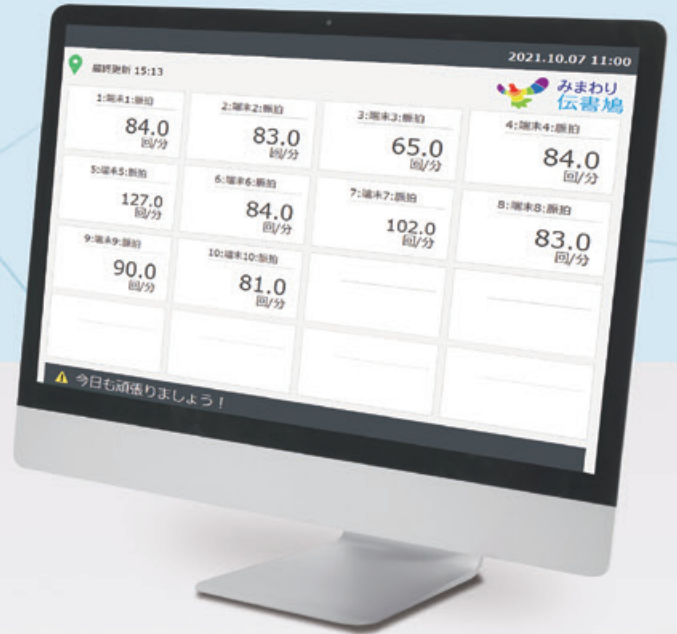 2021.10.07 11:00
最終更新 15:13
みまわり
伝書鳩
1:端末1:脈拍
84.0
回/分
2:端末2:脈拍
83.0
回/分
3:端末3:脈拍
65.0
回/分
4:端末4:脈拍
84.0
回/分
5:端末5:脈拍
127.0
回/分
6:端末6:脈拍
84.0
回/分
7:端末7:脈拍
102.0
回/分
8:端末8:脈拍
83.0
回/分
9:端末9:脈拍
90.0
回/分
10:端末10:脈拍
81.0
回/分
今日も頑張りましょう！